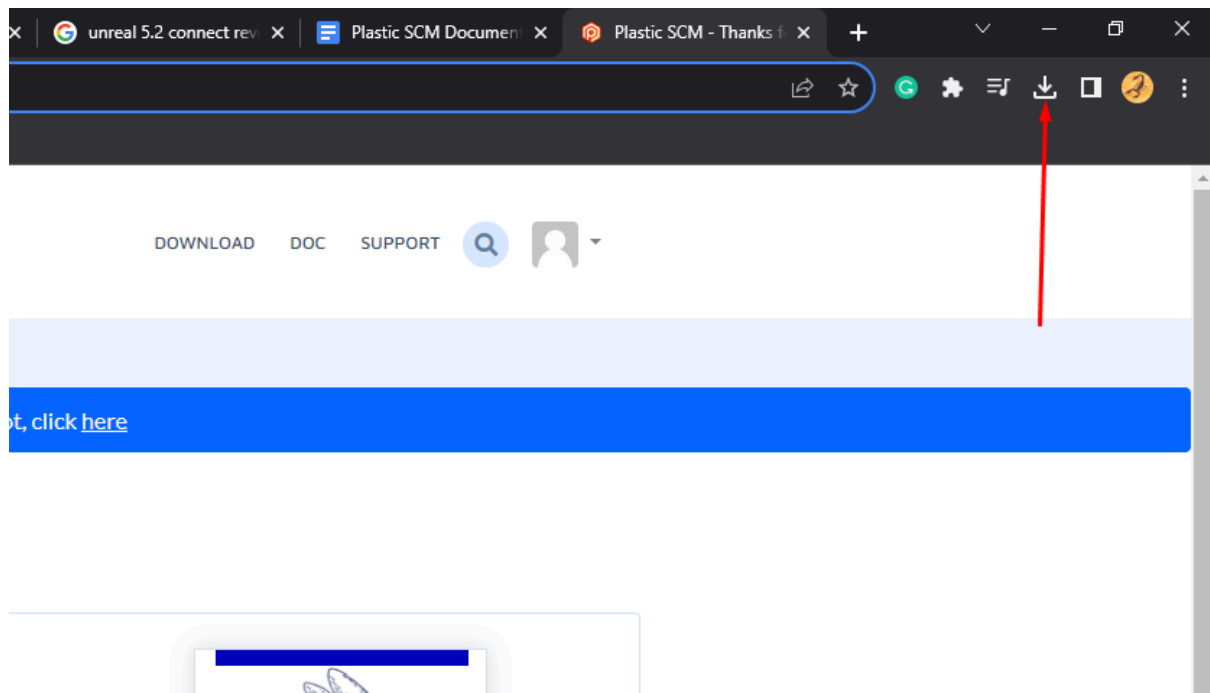 unreal 5.2 connect rev
Plastic SCM Document
Plastic SCM - Thanks f
DOWNLOAD DOC SUPPORT
click here